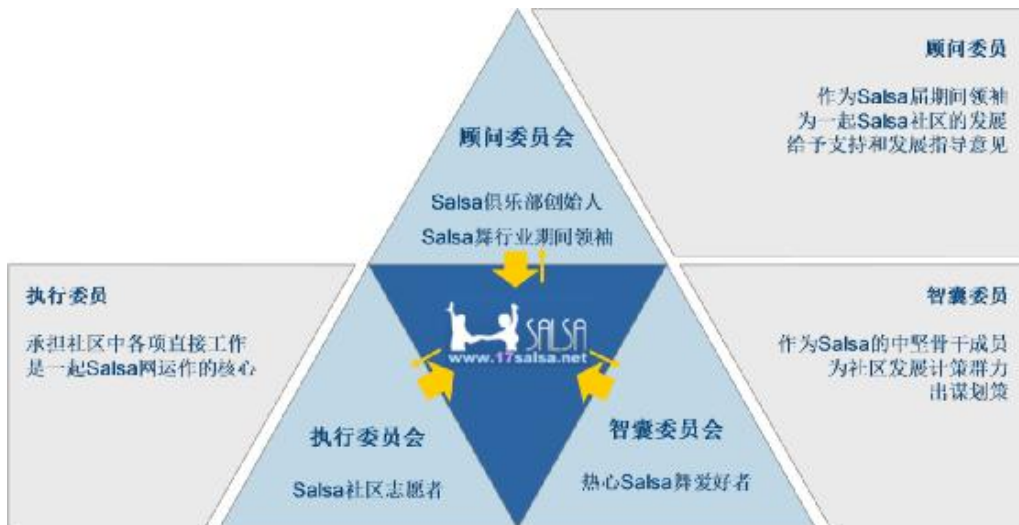 顾问委员
作为Salsa届期间领袖
为一起Salsa社区的发展
给予支持和发展指导意见
顾问委员会
Salsa俱乐部创始人
Salsa舞行业期间领袖
执行委员
承担社区中各项直接工作
是一起Salsa网运作的核心
SALSA
www.17salsa.net
智囊委员
作为Salsa的中坚骨干成员
为社区发展计策群力
出谋划策
执行委员会
Salsa社区志愿者
智囊委员会
热心Salsa舞爱好者